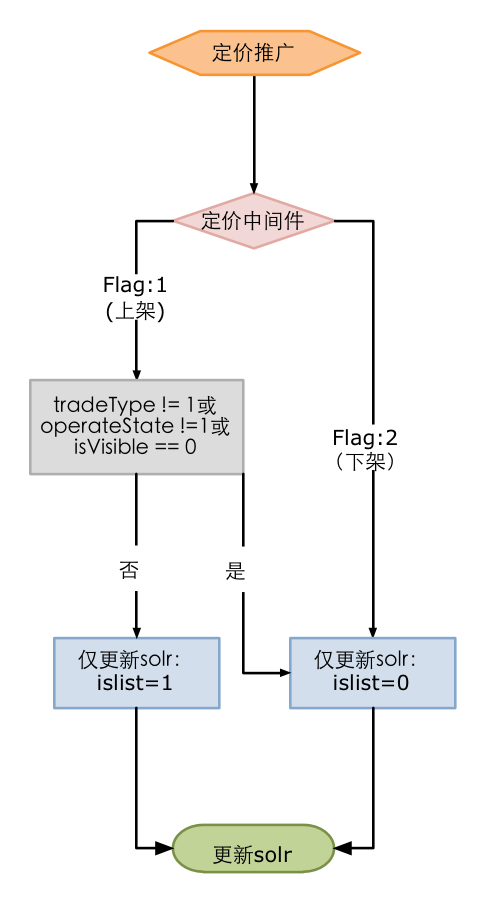 定价推广
定价中间件
Flag:1
(上架)
tradeType != 1或
operateState !=1或
isVisible == 0
Flag:2
（下架）
否
是
仅更新solr：
islist=1
仅更新solr：
islist=0
更新solr